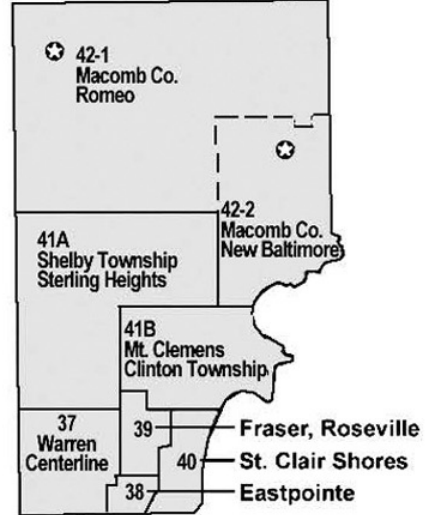 42-1
Macomb Co.
Romeo
42-2
Macomb Co.
New Baltimore
41A
Shelby Township
Sterling Heights
41B
Mt. Clemens
Clinton Township
37
Warren
Centerline
39
Fraser, Roseville
40
St. Clair Shores
38
Eastpointe